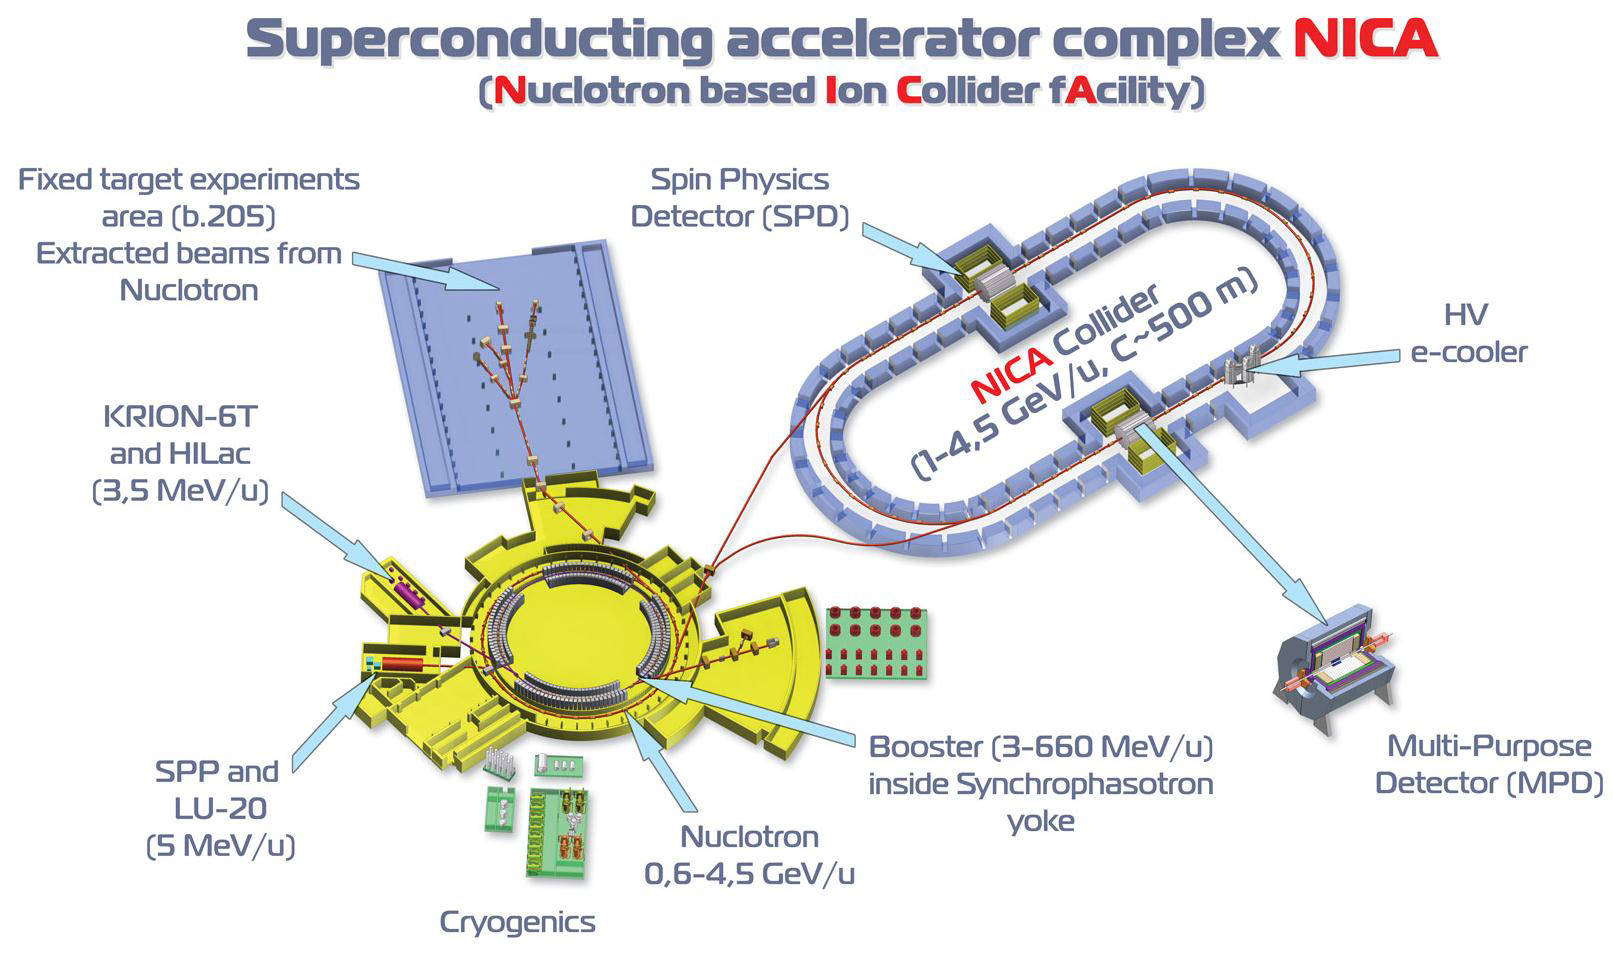 Superconducting accelerator complex NICA
(Nuclotron based Ion Collider fAcility)
Fixed target experiments
area (b.205)
Extracted beams from
Nuclotron
Spin Physics
Detector (SPD)
NICA Collider
(1-4,5 GeV/u, C~500 m)
HV
e-cooler
KRION-6T
and HILac
(3,5 MeV/u)
SPP and
LU-20
(5 MeV/u)
Booster (3-660 MeV/u)
inside Synchrophasotron
yoke
Multi-Purpose
Detector (MPD)
Nuclotron
0,6-4,5 GeV/u
Cryogenics